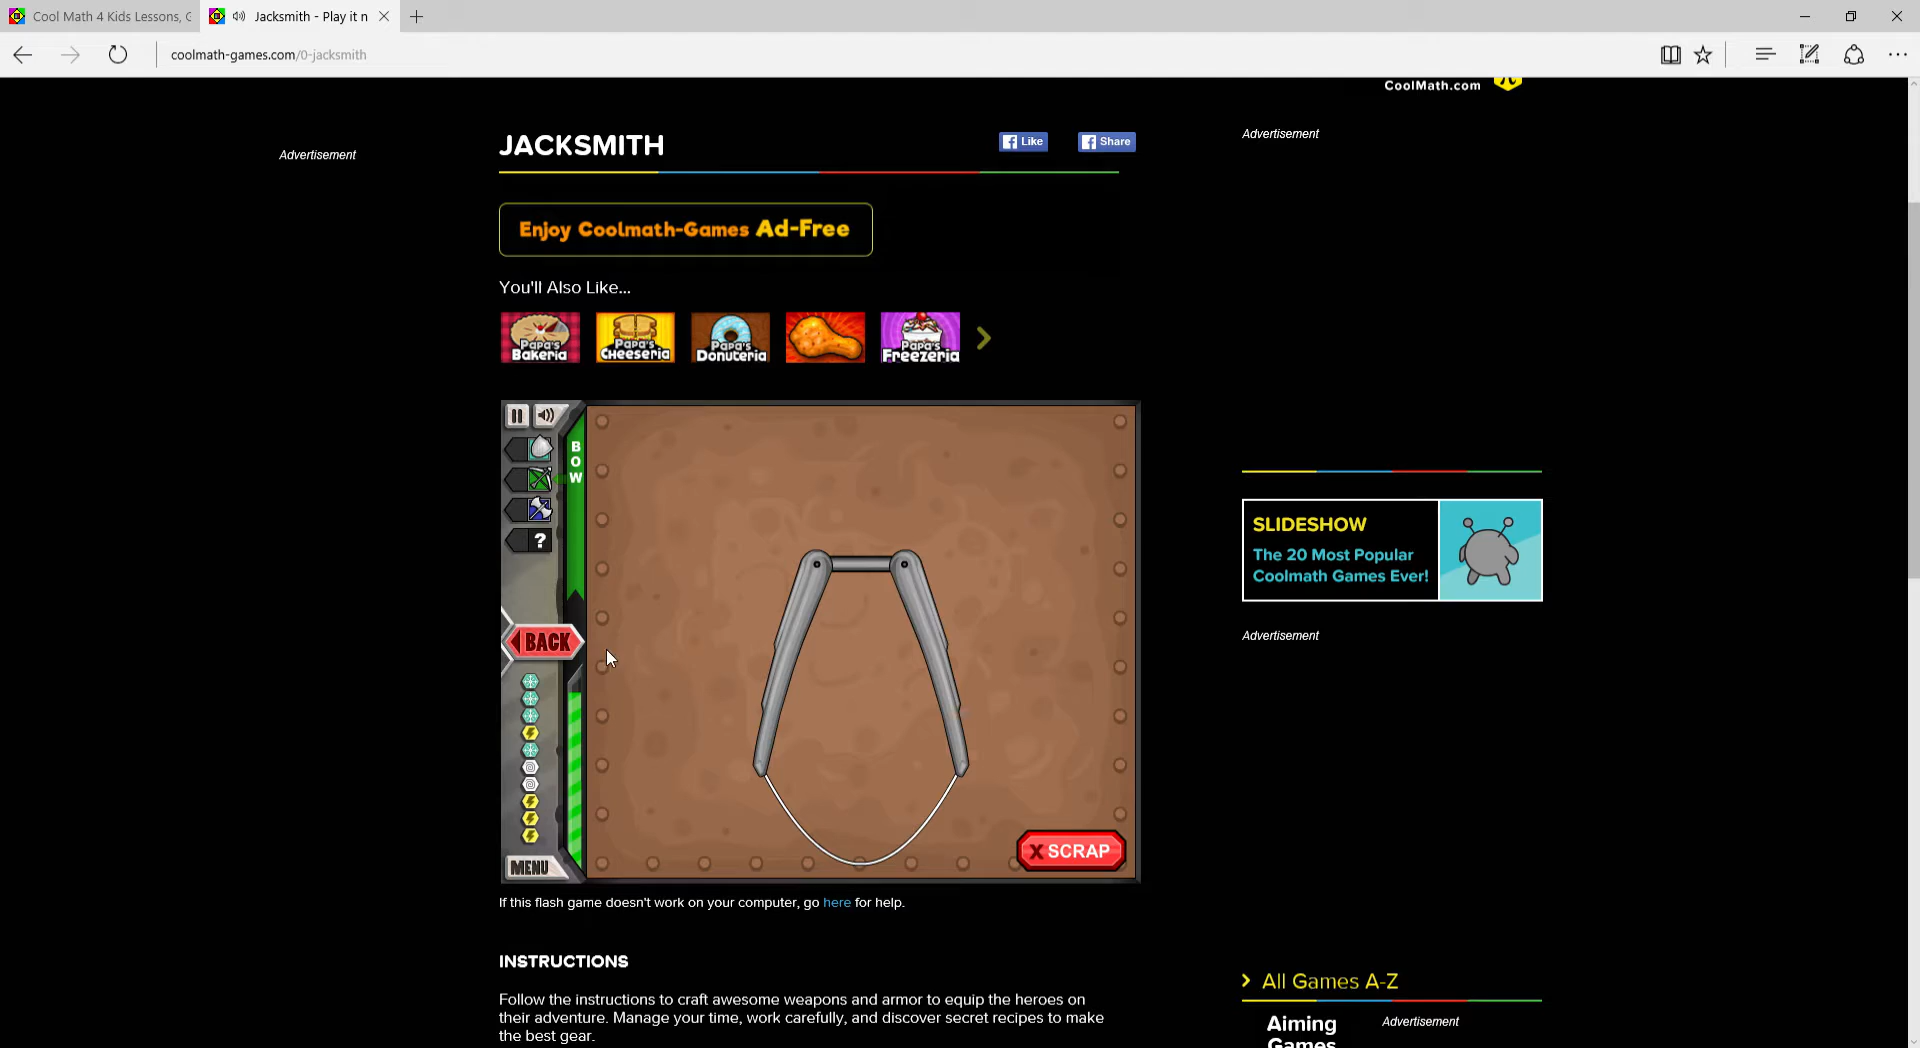 Cool Math 4 Kids Lessons, G
Jacksmith - Play it n
coolmath-games.com/0-jacksmith
CoolMath.com
Advertisement
JACKSMITH
Like
Share
Advertisement
Enjoy Coolmath-Games Ad-Free
You'll Also Like...
Papa's Bakeria
Papa's Cheeseria
Papa's Donuteria
Papa's Freezeria
BOW
?
BACK
MENU
X SCRAP
SLIDESHOW
The 20 Most Popular
Coolmath Games Ever!
Advertisement
If this flash game doesn't work on your computer, go here for help.
INSTRUCTIONS
Follow the instructions to craft awesome weapons and armor to equip the heroes on
their adventure. Manage your time, work carefully, and discover secret recipes to make
the best gear.
All Games A-Z
Aiming
Games
Advertisement